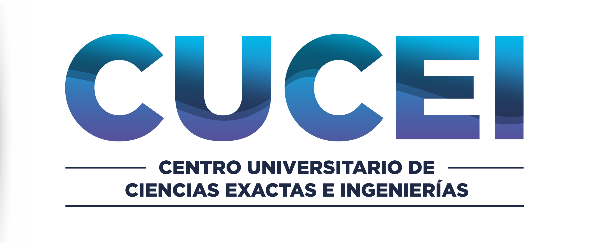 CUCEI
CENTRO UNIVERSITARIO DE
CIENCIAS EXACTAS E INGENIERÍAS